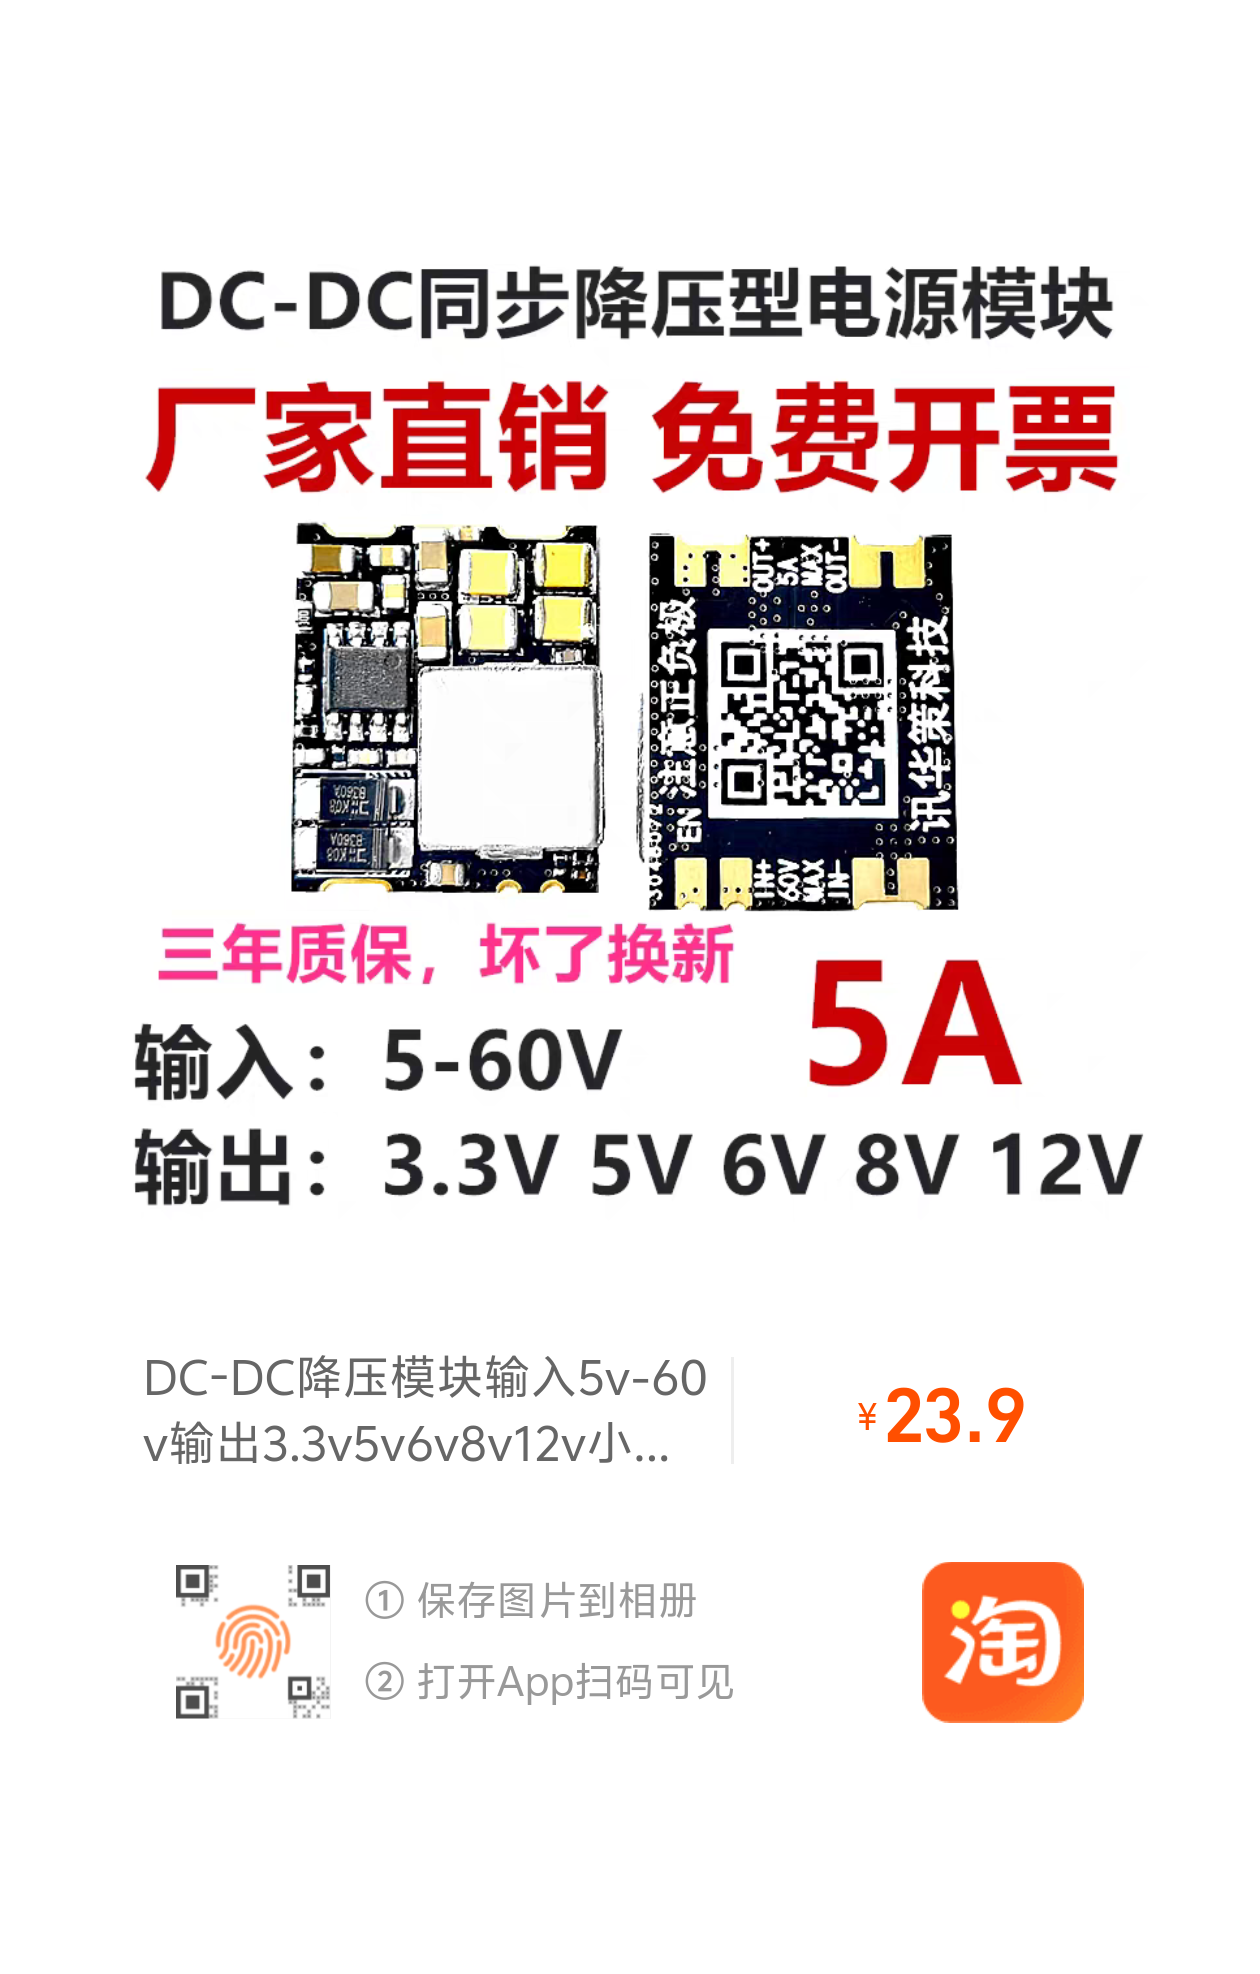 DC-DC同步降压型电源模块
厂家直销 免费开票
B360A
K08
B360A
K08
OUT+
5A
MAX
OUT-
注意正负极
EN
讯华策科技
IN+
60V
MAX
IN-
三年质保，坏了换新
5A
输入：5-60V
输出：3.3V 5V 6V 8V 12V
DC-DC降压模块输入5v-60
v输出3.3v5v6v8v12v小...
¥23.9
① 保存图片到相册
② 打开App扫码可见
淘